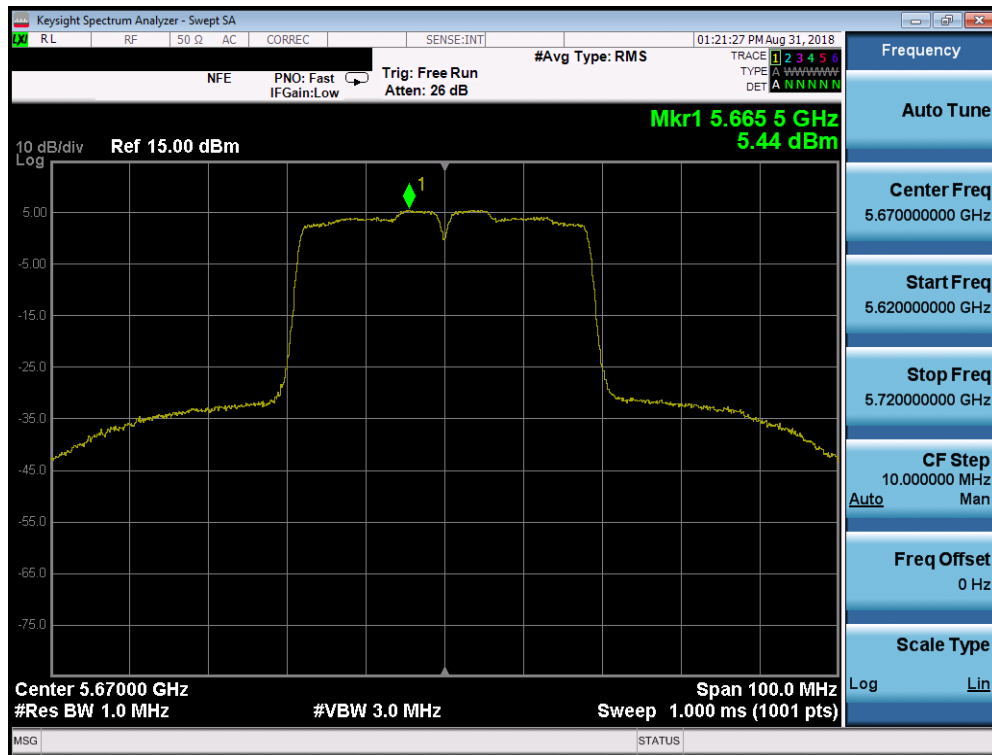 Keysight Spectrum Analyzer - Swept SA
LXI RL RF 50 Ω AC CORREC SENSE:INT 01:21:27 PM Aug 31, 2018
NFE PNO: Fast Trig: Free Run #Avg Type: RMS TRACE 1 2 3 4 5 6
IFGain:Low Atten: 26 dB TYPE A WWWWW
DET A N N N N N
Mkr1 5.665 5 GHz
5.44 dBm
10 dB/div Ref 15.00 dBm
Log
1
5.00
-5.00
-15.0
-25.0
-35.0
-45.0
-55.0
-65.0
-75.0
Center 5.67000 GHz Span 100.0 MHz
#Res BW 1.0 MHz #VBW 3.0 MHz Sweep 1.000 ms (1001 pts)
MSG STATUS
Frequency
Auto Tune
Center Freq
5.670000000 GHz
Start Freq
5.620000000 GHz
Stop Freq
5.720000000 GHz
CF Step
10.000000 MHz
Auto Man
Freq Offset
0 Hz
Scale Type
Log Lin